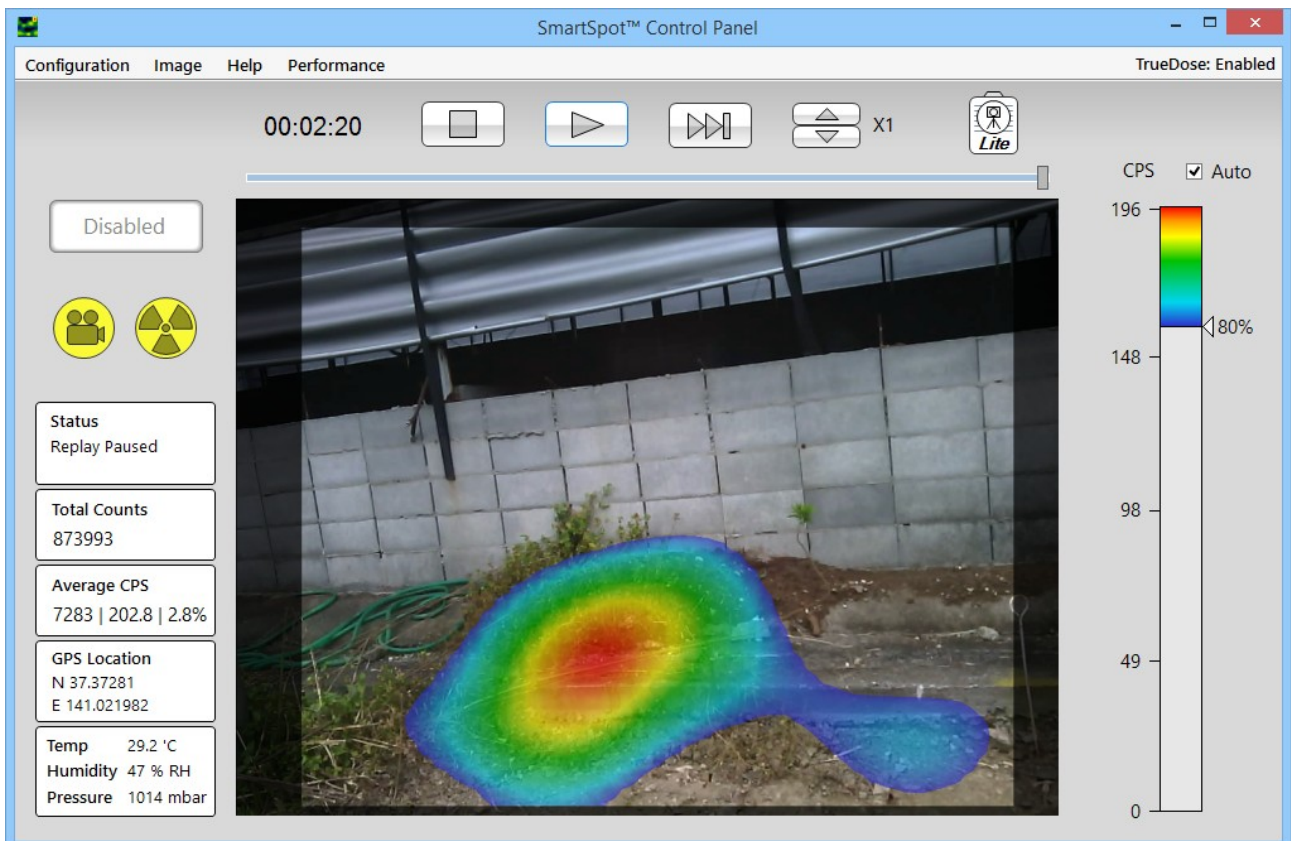 SmartSpot™ Control Panel
Configuration Image Help Performance TrueDose: Enabled
00:02:20 X1 Lite
CPS Auto
Disabled
196
80%
148
98
49
0
Status
Replay Paused
Total Counts
873993
Average CPS
7283 | 202.8 | 2.8%
GPS Location
N 37.37281
E 141.021982
Temp 29.2 'C
Humidity 47 % RH
Pressure 1014 mbar